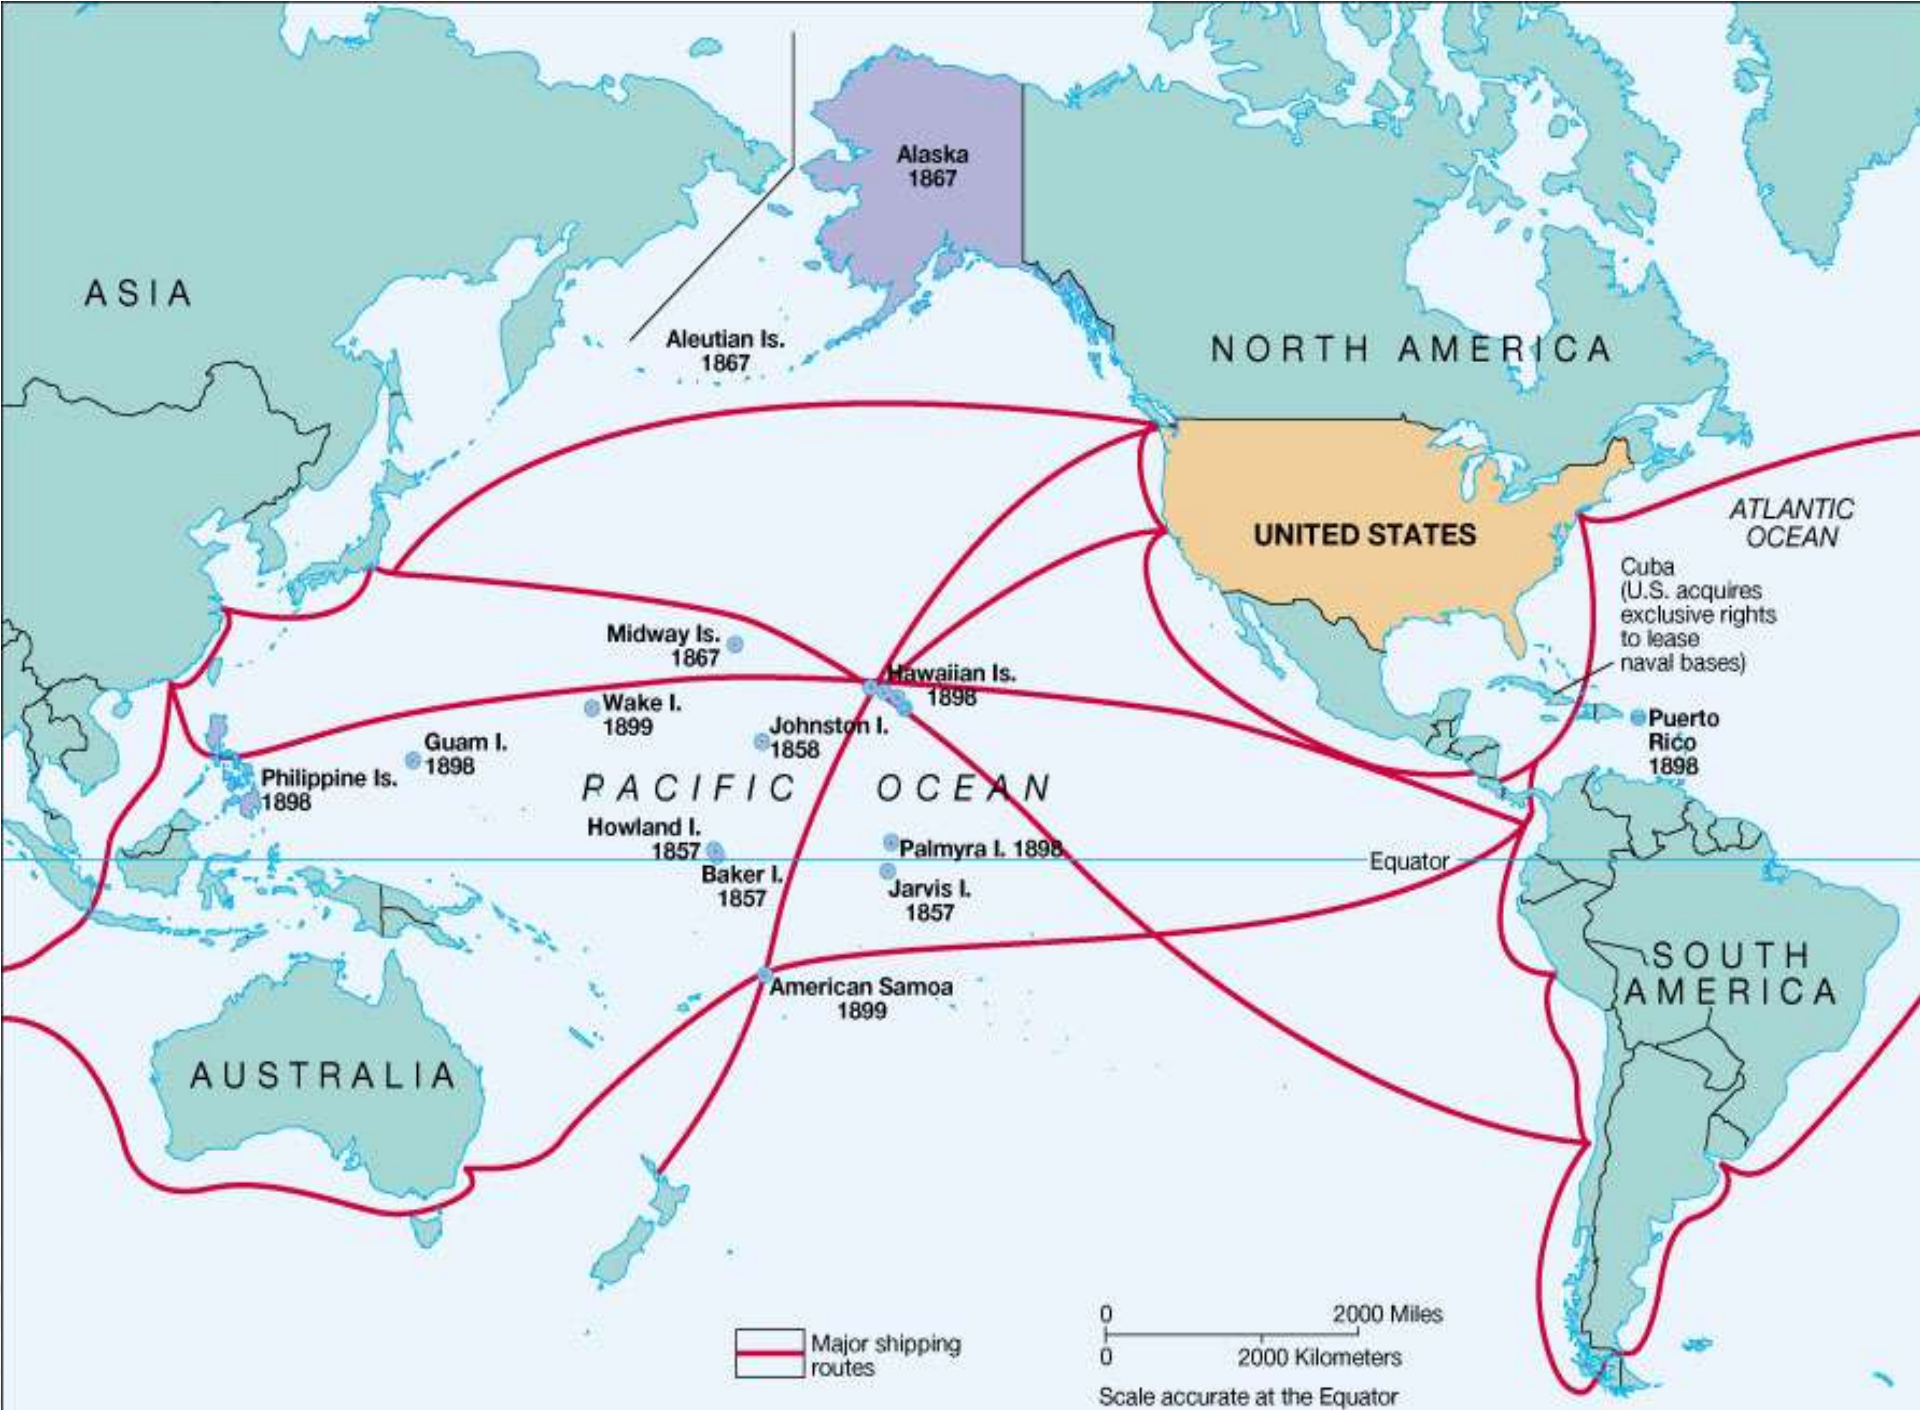 Alaska
1867
ASIA
Aleutian Is.
1867
NORTH AMERICA
UNITED STATES
ATLANTIC
OCEAN
Cuba
(U.S. acquires
exclusive rights
to lease
naval bases)
Midway Is.
1867
Hawaiian Is.
1898
Wake I.
1899
Johnston I.
1858
Puerto
Rico
1898
Guam I.
1898
Philippine Is.
1898
PACIFIC OCEAN
Howland I.
1857
Palmyra I. 1898
Equator
Baker I.
1857
Jarvis I.
1857
SOUTH
AMERICA
American Samoa
1899
AUSTRALIA
Major shipping
routes
0 2000 Miles
0 2000 Kilometers
Scale accurate at the Equator